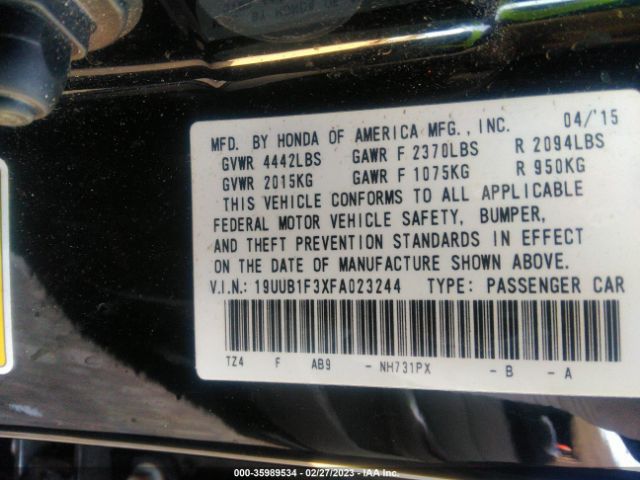 04/'15
MFD. BY HONDA OF AMERICA MFG., INC.
GVWR 4442LBS GAWR F 2370LBS R 2094LBS
GVWR 2015KG GAWR F 1075KG R 950KG
THIS VEHICLE CONFORMS TO ALL APPLICABLE
FEDERAL MOTOR VEHICLE SAFETY, BUMPER,
AND THEFT PREVENTION STANDARDS IN EFFECT
ON THE DATE OF MANUFACTURE SHOWN ABOVE.
V.I.N.: 19UUB1F3XFA023244 TYPE: PASSENGER CAR
TZ4 F AB9 - NH731PX - B - A
000-35989534 - 02/27/2023 - IAA Inc.